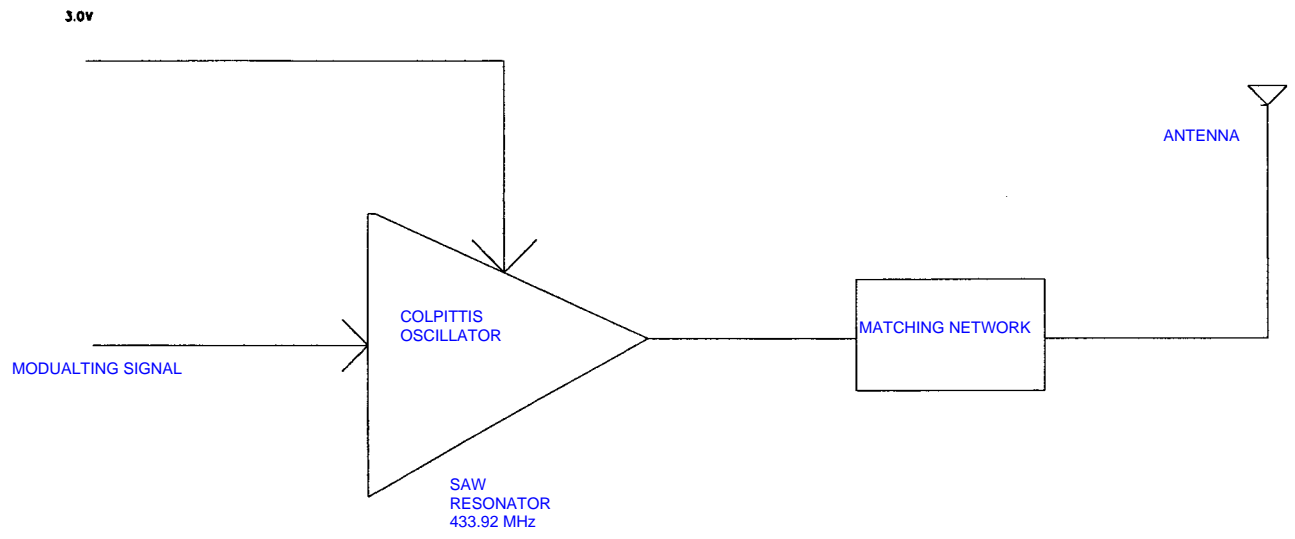 3.0V
ANTENNA
COLPITTIS
OSCILLATOR
MATCHING NETWORK
MODUALTING SIGNAL
SAW
RESONATOR
433.92 MHz